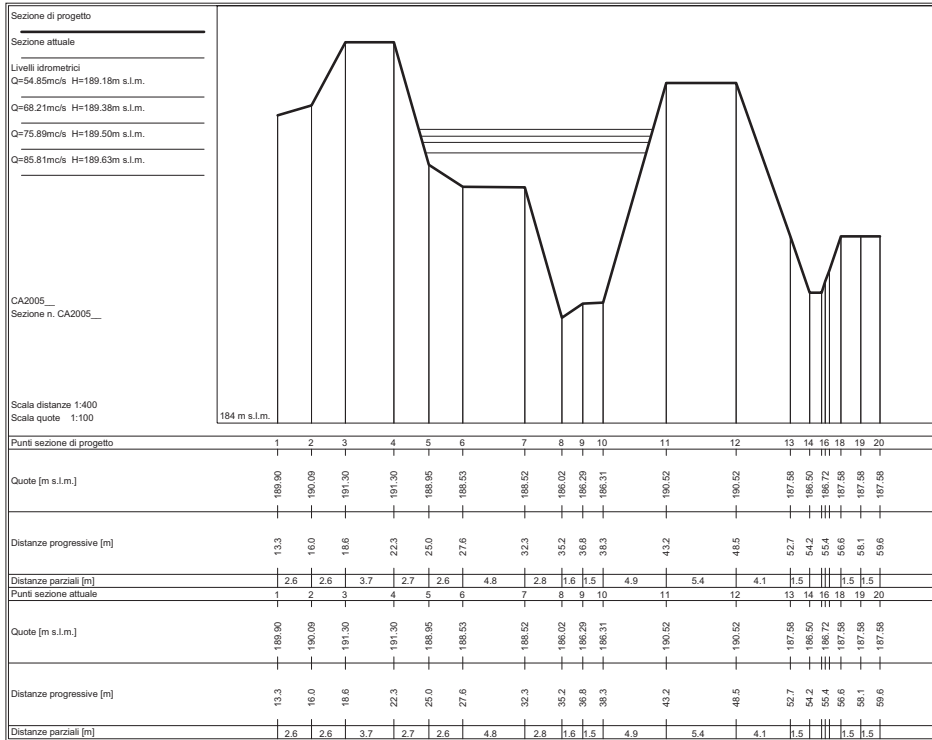 Sezione di progetto
Sezione attuale
Livelli idrometrici
Q=54.85mc/s H=189.18m s.l.m.
Q=68.21mc/s H=189.38m s.l.m.
Q=75.89mc/s H=189.50m s.l.m.
Q=85.81mc/s H=189.63m s.l.m.
CA2005__
Sezione n. CA2005__
Scala distanze 1:400
Scala quote 1:100
184 m s.l.m.
Punti sezione di progetto 1 2 3 4 5 6 7 8 9 10 11 12 13 14 16 18 19 20
Quote [m s.l.m.] 189.90 190.09 191.30 191.30 188.95 188.53 188.52 186.02 186.29 186.31 190.52 190.52 187.58 186.50 186.72 187.58 187.58 187.58
Distanze progressive [m] 13.3 16.0 18.6 22.3 25.0 27.6 32.3 35.2 36.8 38.3 43.2 48.5 52.7 54.2 55.4 56.6 58.1 59.6
Distanze parziali [m] 2.6 2.6 3.7 2.7 2.6 4.8 2.8 1.6 1.5 4.9 5.4 4.1 1.5 1.5 1.5
Punti sezione attuale 1 2 3 4 5 6 7 8 9 10 11 12 13 14 16 18 19 20
Quote [m s.l.m.] 189.90 190.09 191.30 191.30 188.95 188.53 188.52 186.02 186.29 186.31 190.52 190.52 187.58 186.50 186.72 187.58 187.58 187.58
Distanze progressive [m] 13.3 16.0 18.6 22.3 25.0 27.6 32.3 35.2 36.8 38.3 43.2 48.5 52.7 54.2 55.4 56.6 58.1 59.6
Distanze parziali [m] 2.6 2.6 3.7 2.7 2.6 4.8 2.8 1.6 1.5 4.9 5.4 4.1 1.5 1.5 1.5